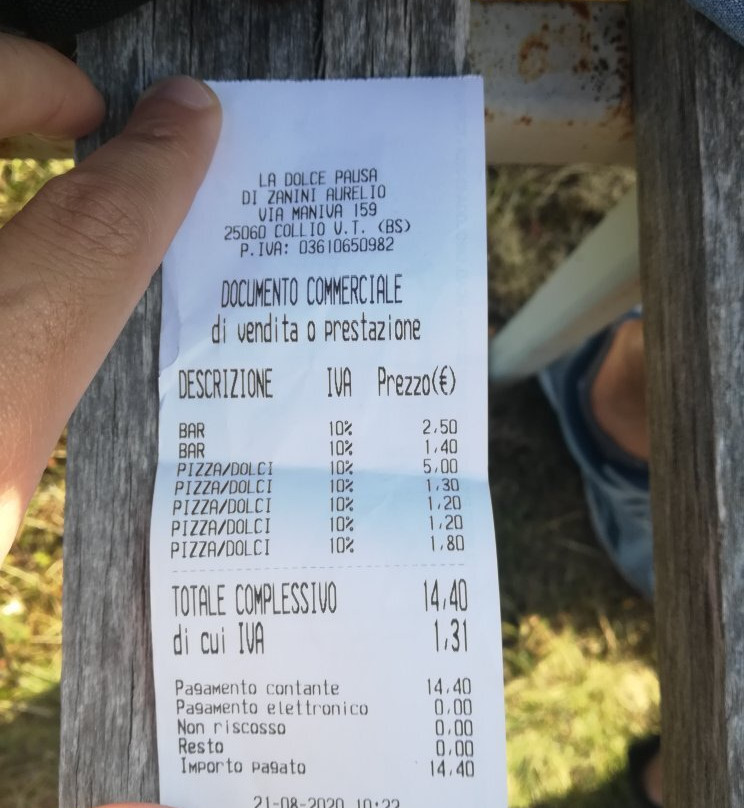 LA DOLCE PAUSA
DI ZANINI AURELIO
VIA MANIVA 159
25060 COLLIO V.T. (BS)
P.IVA: 03610650982
DOCUMENTO COMMERCIALE
di vendita o prestazione
DESCRIZIONE IVA Prezzo(€)
BAR 10% 2,50
BAR 10% 1,40
PIZZA/DOLCI 10% 5,00
PIZZA/DOLCI 10% 1,30
PIZZA/DOLCI 10% 1,20
PIZZA/DOLCI 10% 1,20
PIZZA/DOLCI 10% 1,80
TOTALE COMPLESSIVO 14,40
di cui IVA 1,31
Pagamento contante 14,40
Pagamento elettronico 0,00
Non riscosso 0,00
Resto 0,00
Importo pagato 14,40
21-08-2020